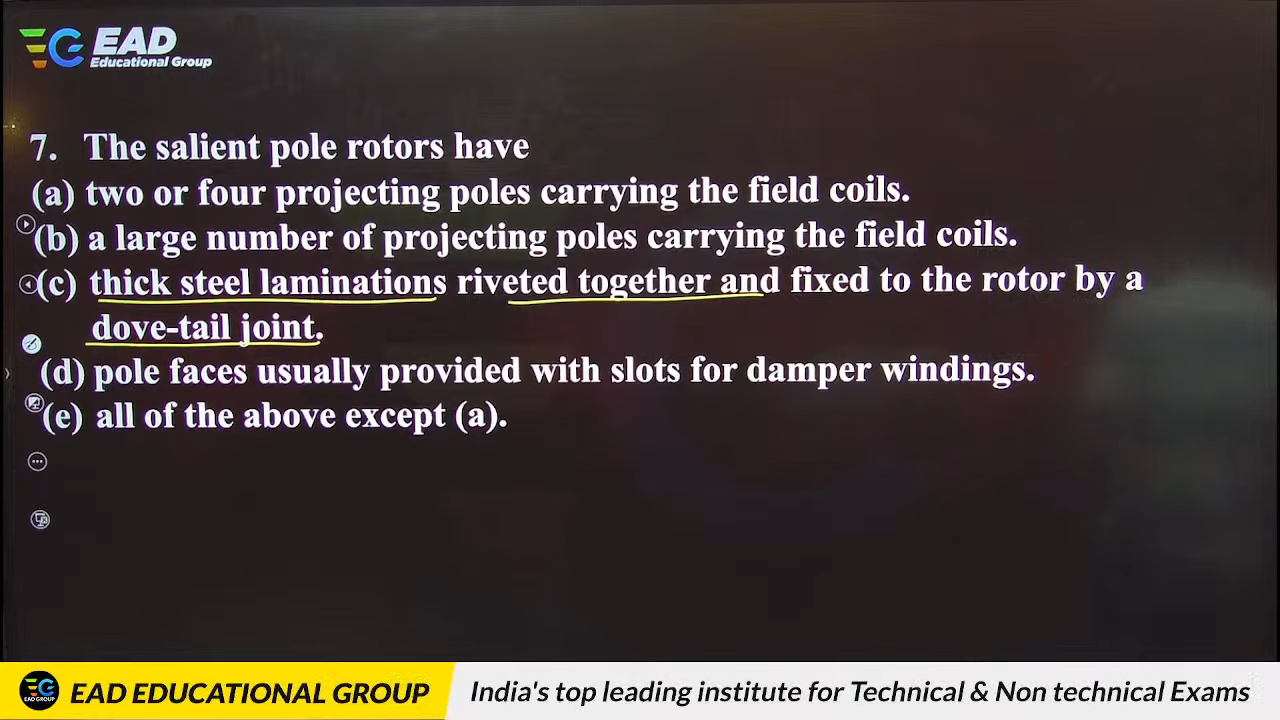 EAD
Educational Group
7. The salient pole rotors have
(a) two or four projecting poles carrying the field coils.
(b) a large number of projecting poles carrying the field coils.
(c) thick steel laminations riveted together and fixed to the rotor by a
dove-tail joint.
(d) pole faces usually provided with slots for damper windings.
(e) all of the above except (a).
EAD GROUP
EAD EDUCATIONAL GROUP
India's top leading institute for Technical & Non technical Exams